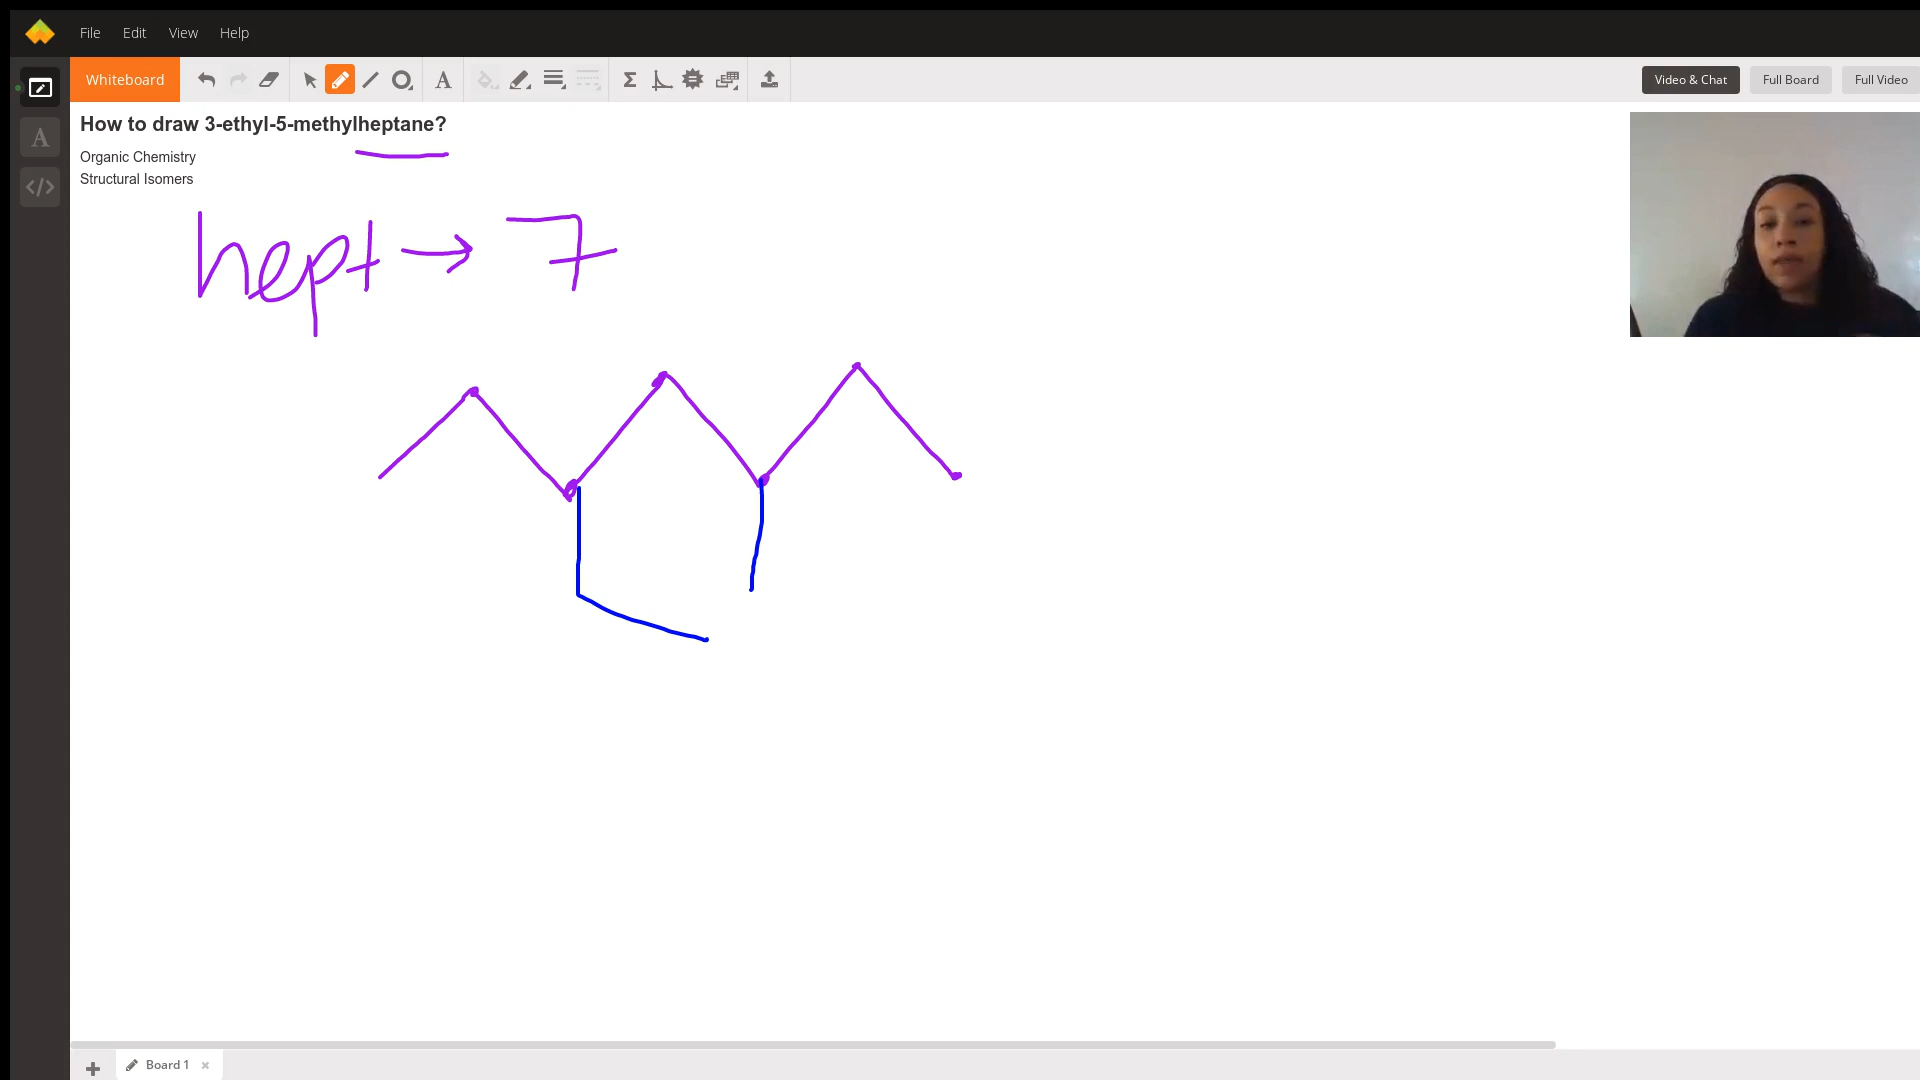 File Edit View Help
Whiteboard A Σ Video & Chat Full Board Full Video
A
</>
How to draw 3-ethyl-5-methylheptane?
Organic Chemistry
Structural Isomers
hept → 7
+ Board 1 ×